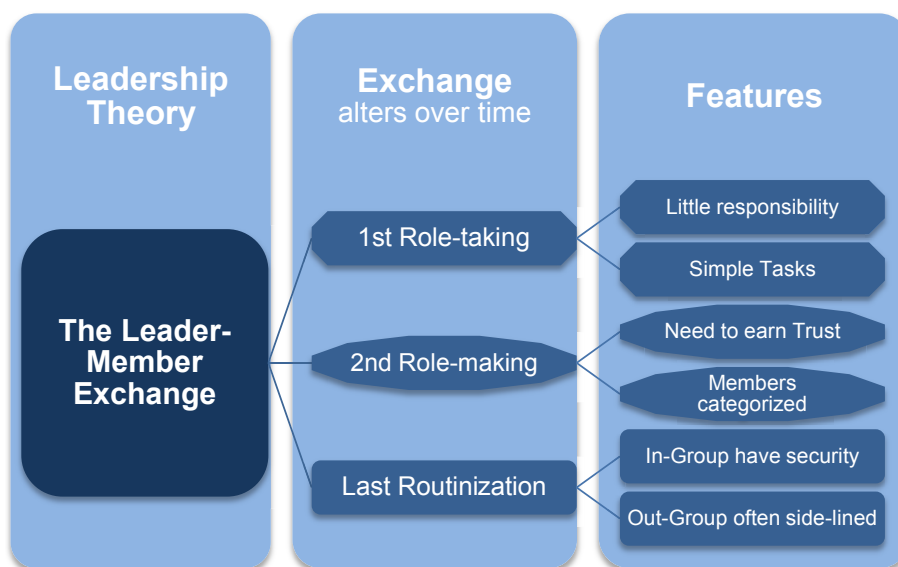 Leadership
Theory
Exchange
alters over time
Features
The Leader-
Member
Exchange
1st Role-taking
Little responsibility
Simple Tasks
2nd Role-making
Need to earn Trust
Members
categorized
Last Routinization
In-Group have security
Out-Group often side-lined